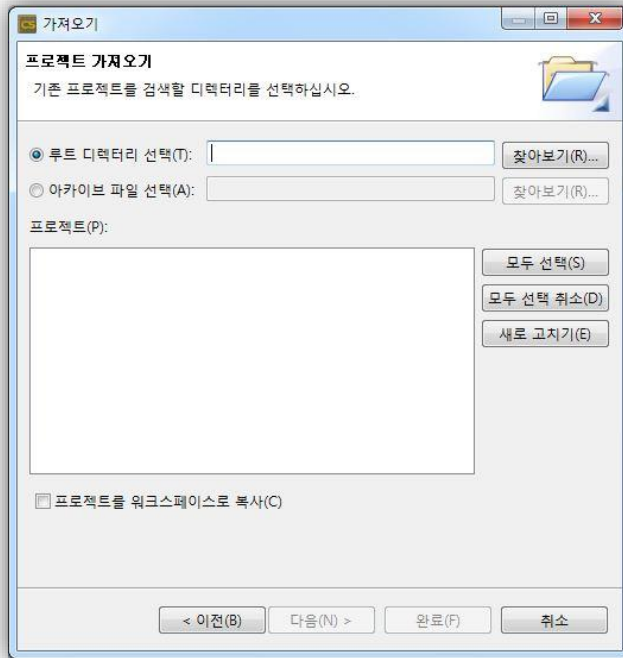 CS 가져오기
프로젝트 가져오기
기존 프로젝트를 검색할 디렉터리를 선택하십시오.
루트 디렉터리 선택(T):
찾아보기(R)...
아카이브 파일 선택(A):
찾아보기(R)...
프로젝트(P):
모두 선택(S)
모두 선택 취소(D)
새로 고치기(E)
프로젝트를 워크스페이스로 복사(C)
< 이전(B) 다음(N) > 완료(F) 취소